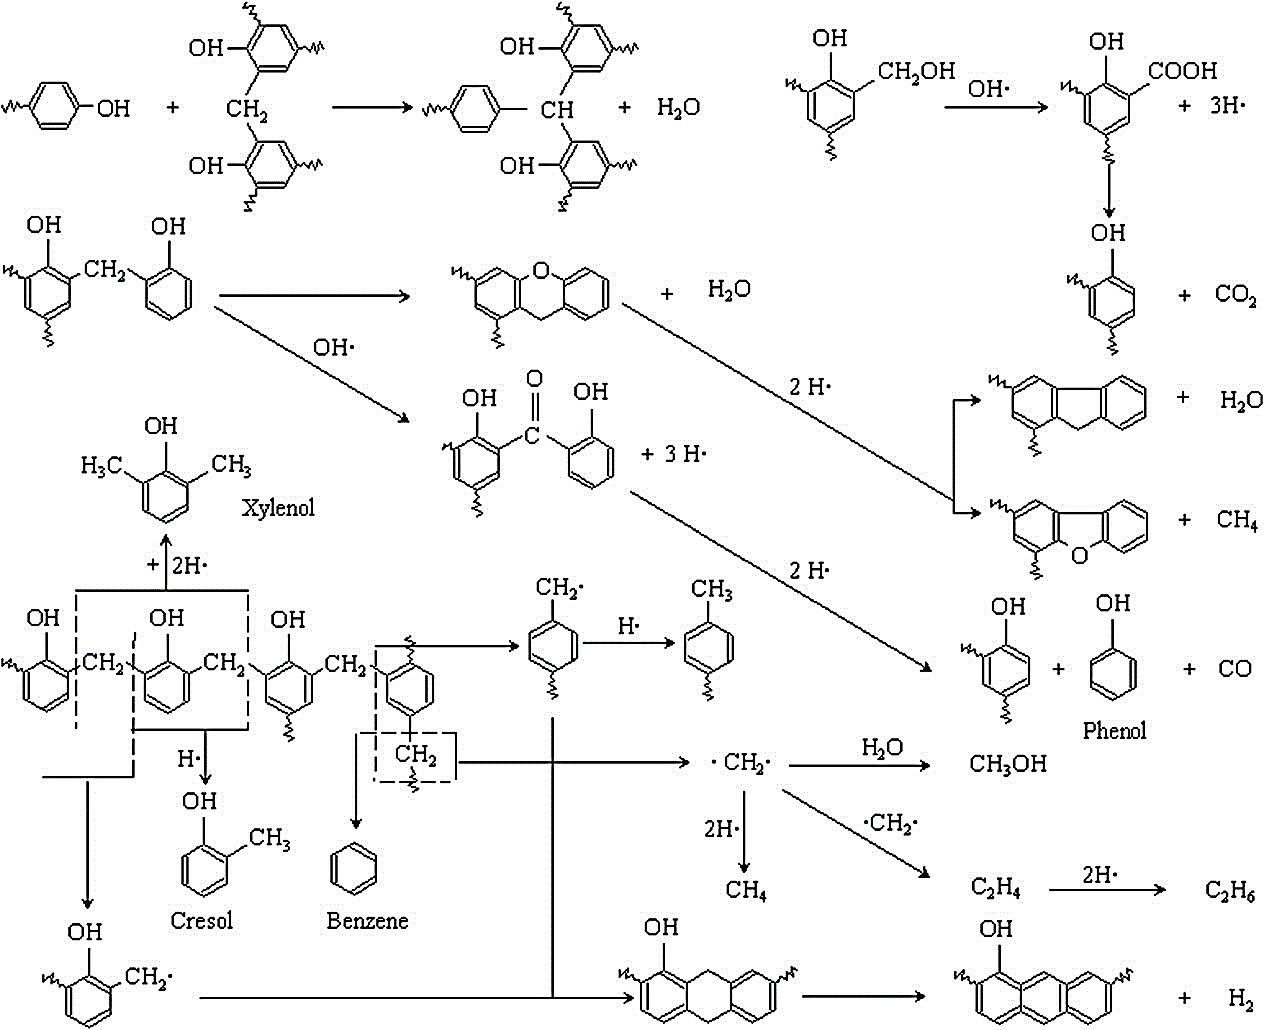 OH + OH CH₂ OH → OH CH OH + H₂O
OH CH₂OH OH· OH COOH + 3H·
OH CH₂ OH
O + H₂O
OH + CO₂
OH·
2 H·
+ H₂O
OH O C OH + 3 H·
O + CH₄
OH H₃C CH₃
Xylenol
+ 2H·
2 H·
OH CH₂ OH CH₂ OH CH₂ CH₂
CH₂· H· CH₃
OH + OH + CO
Phenol
H·
·CH₂· H₂O CH₃OH
2H· ·CH₂·
OH CH₃
Cresol
Benzene
CH₄
C₂H₄ 2H· C₂H₆
OH CH₂·
OH
OH + H₂